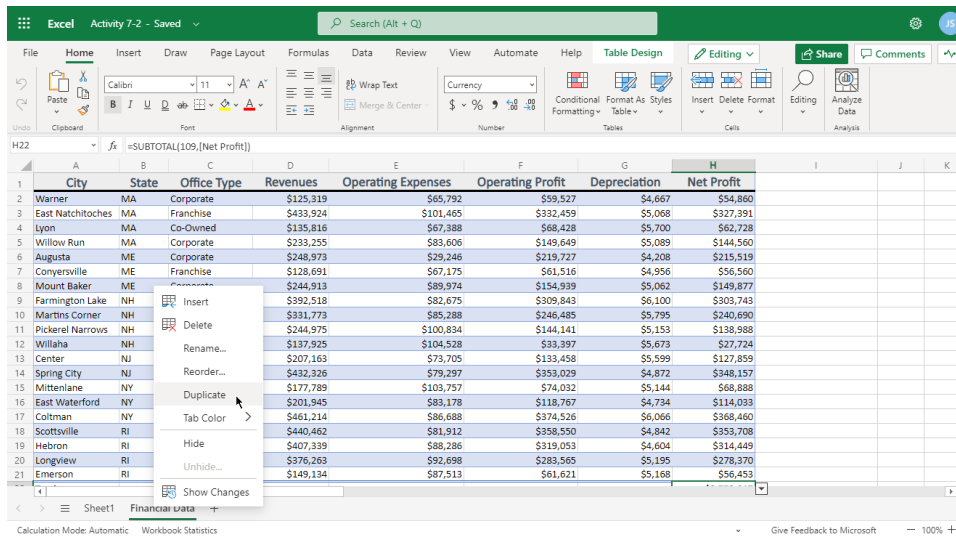 Excel Activity 7-2 - Saved Search (Alt + Q) JS
File Home Insert Draw Page Layout Formulas Data Review View Automate Help Table Design Editing Share Comments
Paste Calibri 11 A^ A˅ Wrap Text Currency Conditional Formatting Format As Table Styles Insert Delete Format Editing Analyze Data
B I U D ab A Merge & Center $ % 9 .00 .00
Undo Clipboard Font Alignment Number Tables Cells Analysis
H22 fx =SUBTOTAL(109,[Net Profit])
A B C D E F G H I J K
1 City State Office Type Revenues Operating Expenses Operating Profit Depreciation Net Profit
2 Warner MA Corporate $125,319 $65,792 $59,527 $4,667 $54,860
3 East Natchitoches MA Franchise $433,924 $101,465 $332,459 $5,068 $327,391
4 Lyon MA Co-Owned $135,816 $67,388 $68,428 $5,700 $62,728
5 Willow Run MA Corporate $233,255 $83,606 $149,649 $5,089 $144,560
6 Augusta ME Corporate $248,973 $29,246 $219,727 $4,208 $215,519
7 Conyersville ME Franchise $128,691 $67,175 $61,516 $4,956 $56,560
8 Mount Baker ME Corporate $244,913 $89,974 $154,939 $5,062 $149,877
9 Farmington Lake NH Insert $392,518 $82,675 $309,843 $6,100 $303,743
10 Martins Corner NH $331,773 $85,288 $246,485 $5,795 $240,690
11 Pickerel Narrows NH Delete $244,975 $100,834 $144,141 $5,153 $138,988
12 Willaha NH Rename... $137,925 $104,528 $33,397 $5,673 $27,724
13 Center NJ $207,163 $73,705 $133,458 $5,599 $127,859
14 Spring City NJ Reorder... $432,326 $79,297 $353,029 $4,872 $348,157
15 Mittenlane NY Duplicate $177,789 $103,757 $74,032 $5,144 $68,888
16 East Waterford NY $201,945 $83,178 $118,767 $4,734 $114,033
17 Coltman NY Tab Color $461,214 $86,688 $374,526 $6,066 $368,460
18 Scottsville RI $440,462 $81,912 $358,550 $4,842 $353,708
19 Hebron RI Hide $407,339 $88,286 $319,053 $4,604 $314,449
20 Longview RI Unhide... $376,263 $92,698 $283,565 $5,195 $278,370
21 Emerson RI $149,134 $87,513 $61,621 $5,168 $56,453
Show Changes
Sheet1 Financial Data
Calculation Mode: Automatic Workbook Statistics Give Feedback to Microsoft 100%